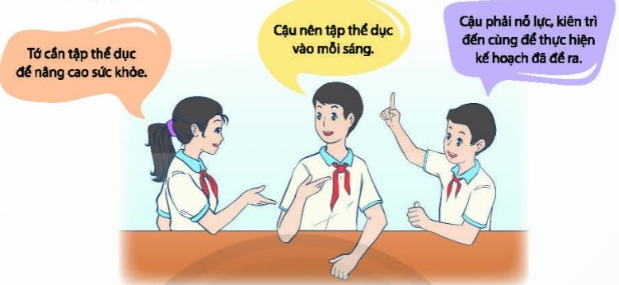 Tớ cần tập thể dục
để nâng cao sức khỏe.
Cậu nên tập thể dục
vào mỗi sáng.
Cậu phải nỗ lực, kiên trì
đến cùng để thực hiện
kế hoạch đã đề ra.